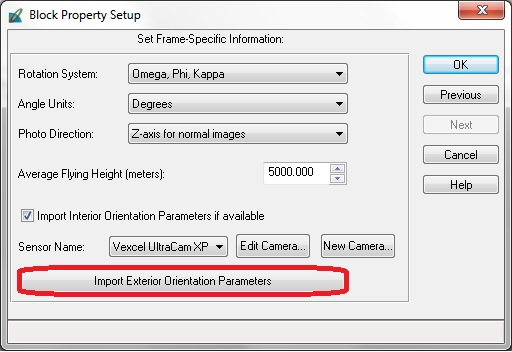 Block Property Setup
Set Frame-Specific Information:
Rotation System: Omega, Phi, Kappa
Angle Units: Degrees
Photo Direction: Z-axis for normal images
Average Flying Height (meters): 5000.000
Import Interior Orientation Parameters if available
Sensor Name: Vexcel UltraCam XP Edit Camera... New Camera...
Import Exterior Orientation Parameters
OK
Previous
Next
Cancel
Help